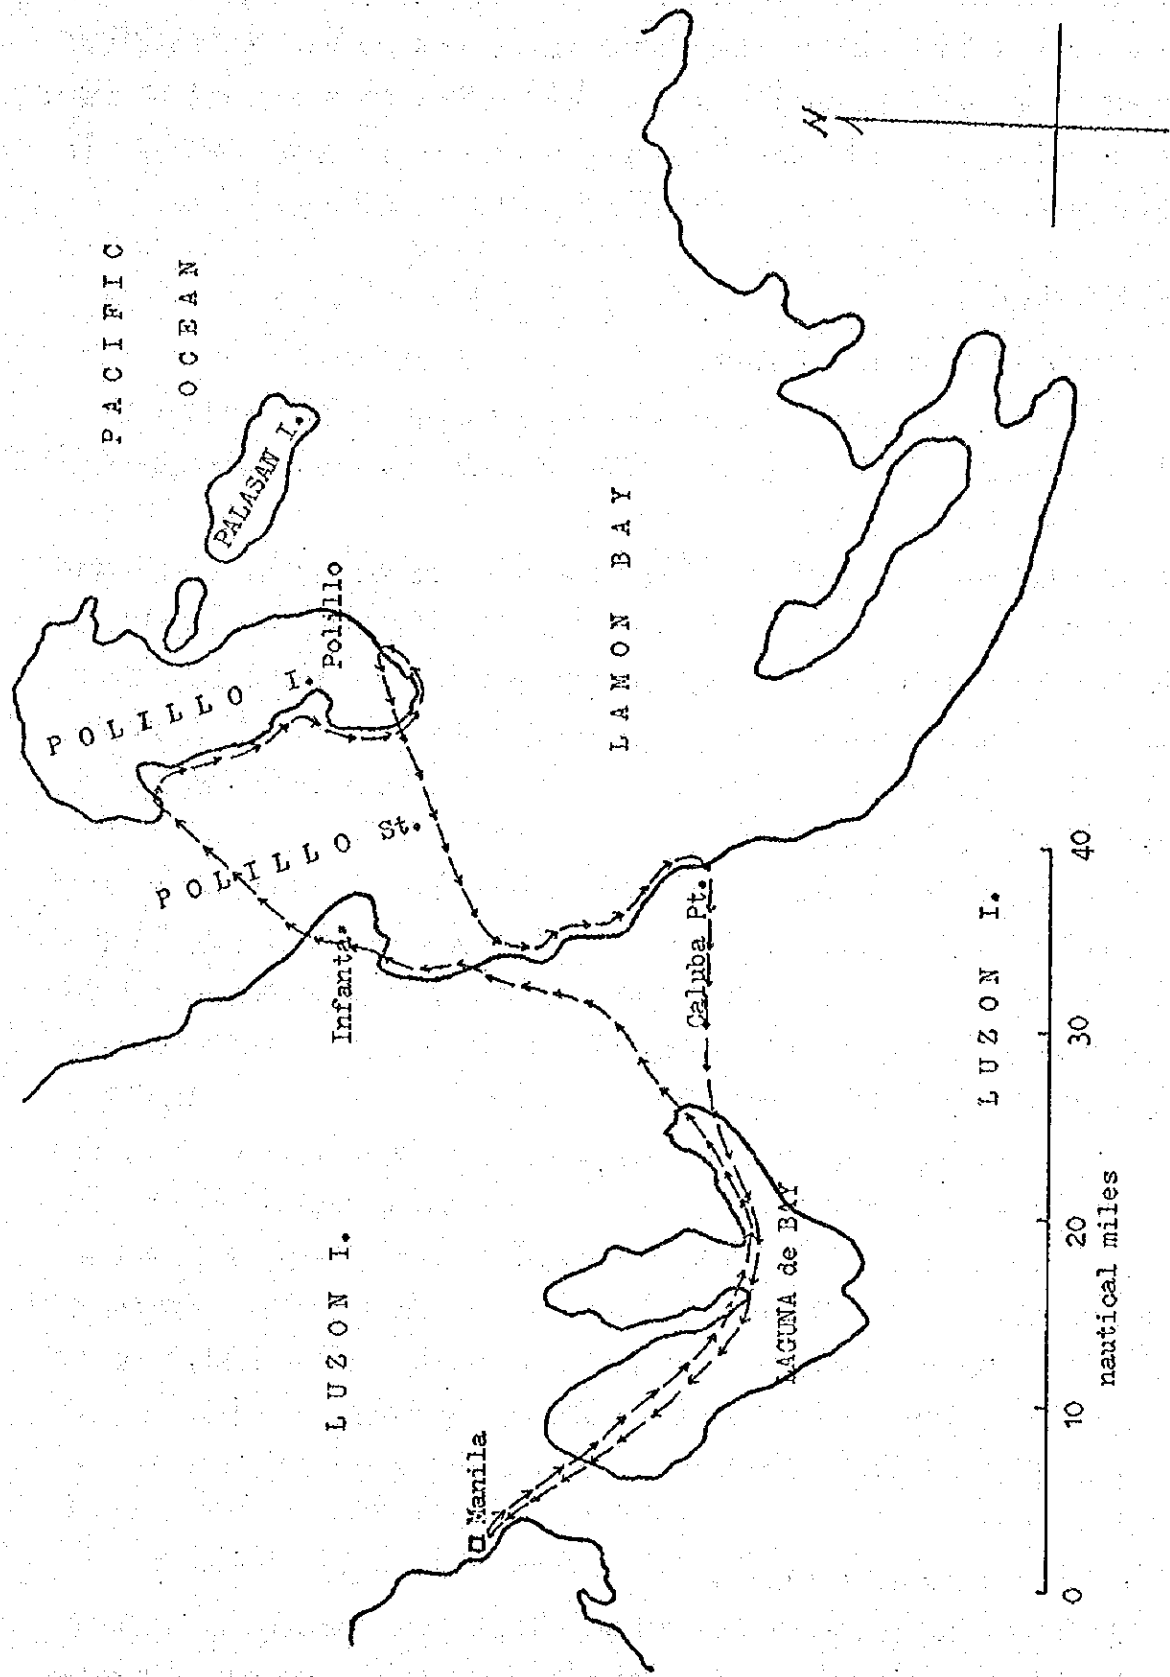 PACIFIC
OCEAN
PALASAN I.
POLILLO I.
Polillo
POLILLO St.
Infanta
LAMON BAY
N
LUZON I.
Manila
Caluba Pt.
LAGUNA de BAY
LUZON I.
0 10 20 30 40
nautical miles